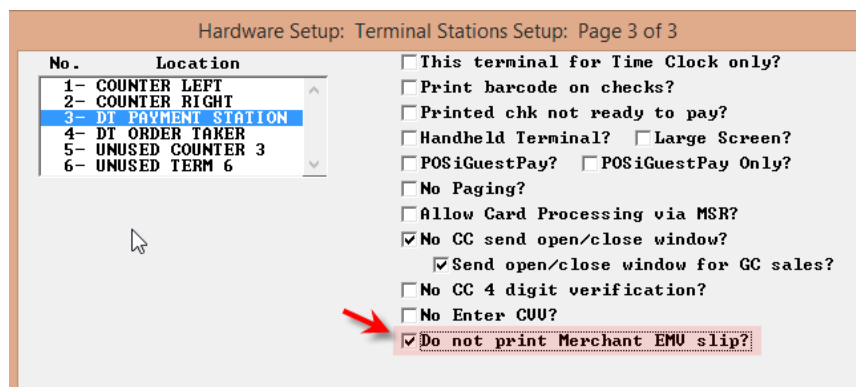 Hardware Setup: Terminal Stations Setup: Page 3 of 3
No. Location
1- COUNTER LEFT
2- COUNTER RIGHT
3- DT PAYMENT STATION
4- DT ORDER TAKER
5- UNUSED COUNTER 3
6- UNUSED TERM 6
This terminal for Time Clock only?
Print barcode on checks?
Printed chk not ready to pay?
Handheld Terminal? Large Screen?
POSiGuestPay? POSiGuestPay Only?
No Paging?
Allow Card Processing via MSR?
No CC send open/close window?
Send open/close window for GC sales?
No CC 4 digit verification?
No Enter CVV?
Do not print Merchant EMV slip?